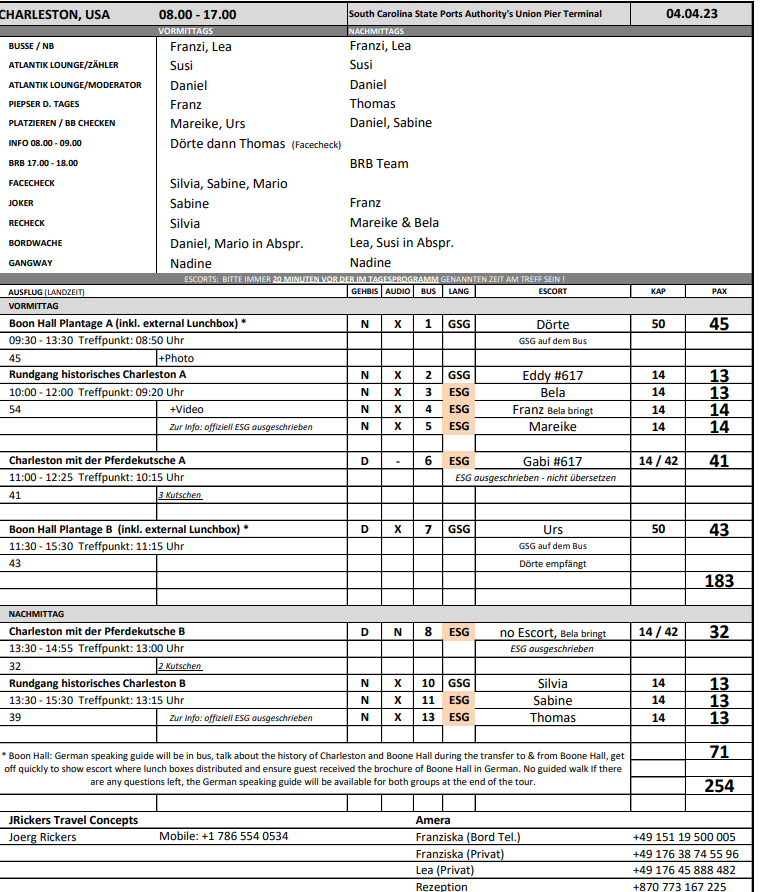 CHARLESTON, USA 08.00 - 17.00 South Carolina State Ports Authority's Union Pier Terminal 04.04.23
VORMITTAGS NACHMITTAGS
BUSSE / NB Franzi, Lea Franzi, Lea
ATLANTIK LOUNGE/ZÄHLER Susi Susi
ATLANTIK LOUNGE/MODERATOR Daniel Daniel
PIEPSER D. TAGES Franz Thomas
PLATZIEREN / BB CHECKEN Mareike, Urs Daniel, Sabine
INFO 08.00 - 09.00 Dörte dann Thomas (Facecheck)
BRB 17.00 - 18.00 BRB Team
FACECHECK Silvia, Sabine, Mario
JOKER Sabine Franz
RECHECK Silvia Mareike & Bela
BORDWACHE Daniel, Mario in Abspr. Lea, Susi in Abspr.
GANGWAY Nadine Nadine
ESCORTS: BITTE IMMER 20 MINUTEN VOR DER IM TAGESPROGRAMM GENANNTEN ZEIT AM TREFF SEIN !
AUSFLUG (LANDZEIT) GEHBIS AUDIO BUS LANG ESCORT KAP PAX
VORMITTAG
Boon Hall Plantage A (inkl. external Lunchbox) * N X 1 GSG Dörte 50 45
09:30 - 13:30 Treffpunkt: 08:50 Uhr GSG auf dem Bus
45 +Photo
Rundgang historisches Charleston A N X 2 GSG Eddy #617 14 13
10:00 - 12:00 Treffpunkt: 09:20 Uhr N X 3 ESG Bela 14 13
54 +Video N X 4 ESG Franz Bela bringt 14 14
Zur Info: offiziell ESG ausgeschrieben N X 5 ESG Mareike 14 14
Charleston mit der Pferdekutsche A D - 6 ESG Gabi #617 14 / 42 41
11:00 - 12:25 Treffpunkt: 10:15 Uhr ESG ausgeschrieben - nicht übersetzen
41 3 Kutschen
Boon Hall Plantage B (inkl. external Lunchbox) * D X 7 GSG Urs 50 43
11:30 - 15:30 Treffpunkt: 11:15 Uhr GSG auf dem Bus
43 Dörte empfängt
183
NACHMITTAG
Charleston mit der Pferdekutsche B D N 8 ESG no Escort, Bela bringt 14 / 42 32
13:30 - 14:55 Treffpunkt: 13:00 Uhr ESG ausgeschrieben
32 2 Kutschen
Rundgang historisches Charleston B N X 10 GSG Silvia 14 13
13:30 - 15:30 Treffpunkt: 13:15 Uhr N X 11 ESG Sabine 14 13
39 Zur Info: offiziell ESG ausgeschrieben N X 13 ESG Thomas 14 13
71
* Boon Hall: German speaking guide will be in bus, talk about the history of Charleston and Boone Hall during the transfer to & from Boone Hall, get
off quickly to show escort where lunch boxes distributed and ensure guest received the brochure of Boone Hall in German. No guided walk If there
are any questions left, the German speaking guide will be available for both groups at the end of the tour.
254
JRickers Travel Concepts Amera
Joerg Rickers Mobile: +1 786 554 0534 Franziska (Bord Tel.) +49 151 19 500 005
Franziska (Privat) +49 176 38 74 55 96
Lea (Privat) +49 176 45 888 482
Rezeption +870 773 167 225